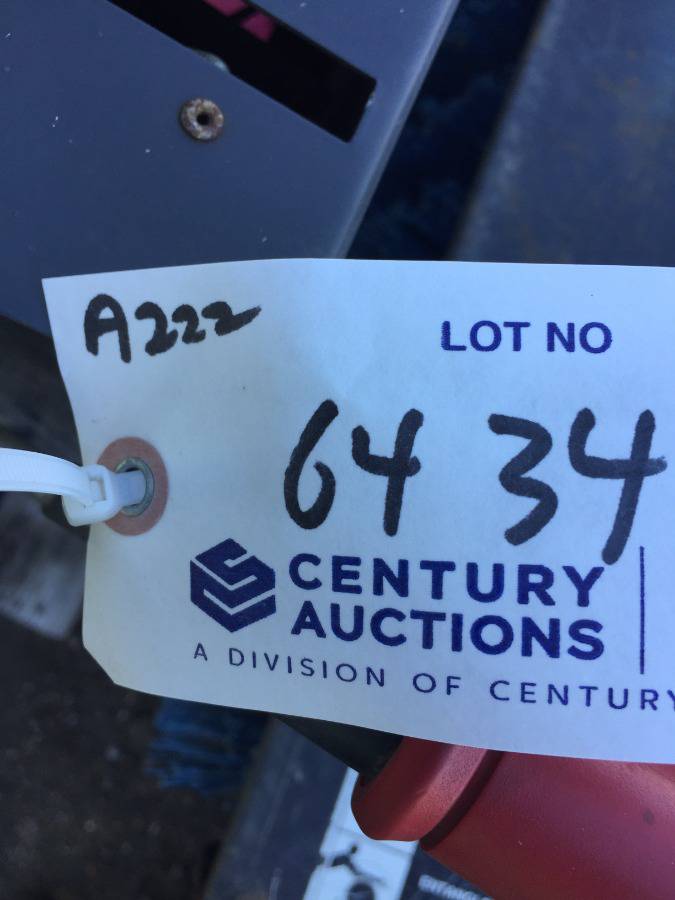 A222
LOT NO
64 34
CENTURY
AUCTIONS
A DIVISION OF CENTURY